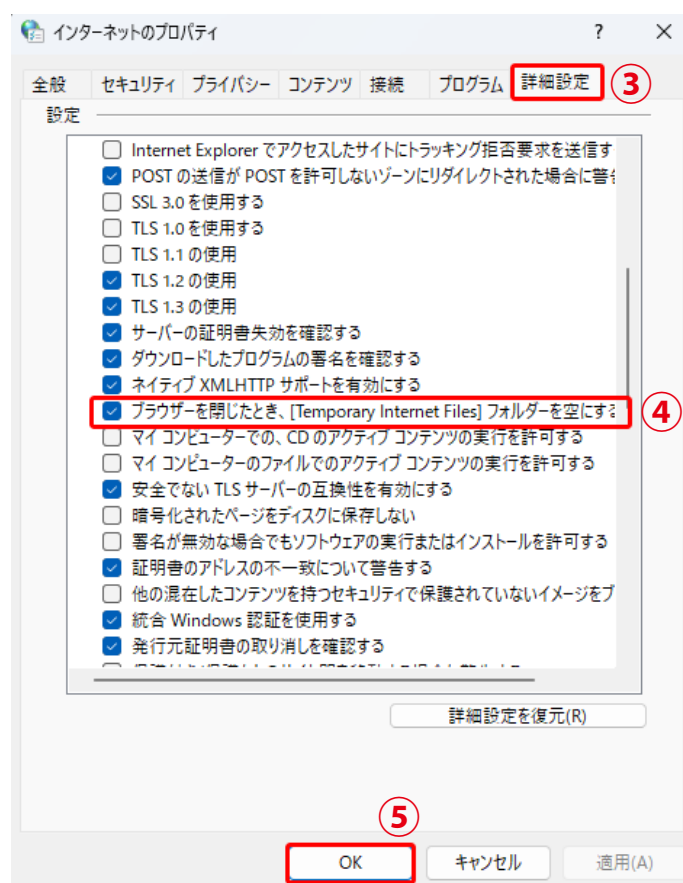 インターネットのプロパティ ? ×
全般 セキュリティ プライバシー コンテンツ 接続 プログラム 詳細設定 ③
設定
Internet Explorer でアクセスしたサイトにトラッキング拒否要求を送信す
POST の送信が POST を許可しないゾーンにリダイレクトされた場合に警
SSL 3.0 を使用する
TLS 1.0 を使用する
TLS 1.1 の使用
TLS 1.2 の使用
TLS 1.3 の使用
サーバーの証明書失効を確認する
ダウンロードしたプログラムの署名を確認する
ネイティブ XMLHTTP サポートを有効にする
ブラウザーを閉じたとき、[Temporary Internet Files] フォルダーを空にする ④
マイ コンピューターでの、CD のアクティブ コンテンツの実行を許可する
マイ コンピューターのファイルでのアクティブ コンテンツの実行を許可する
安全でない TLS サーバーの互換性を有効にする
暗号化されたページをディスクに保存しない
署名が無効な場合でもソフトウェアの実行またはインストールを許可する
証明書のアドレスの不一致について警告する
他の混在したコンテンツを持つセキュリティで保護されていないイメージをブ
統合 Windows 認証を使用する
発行元証明書の取り消しを確認する
詳細設定を復元(R)
⑤
OK キャンセル 適用(A)